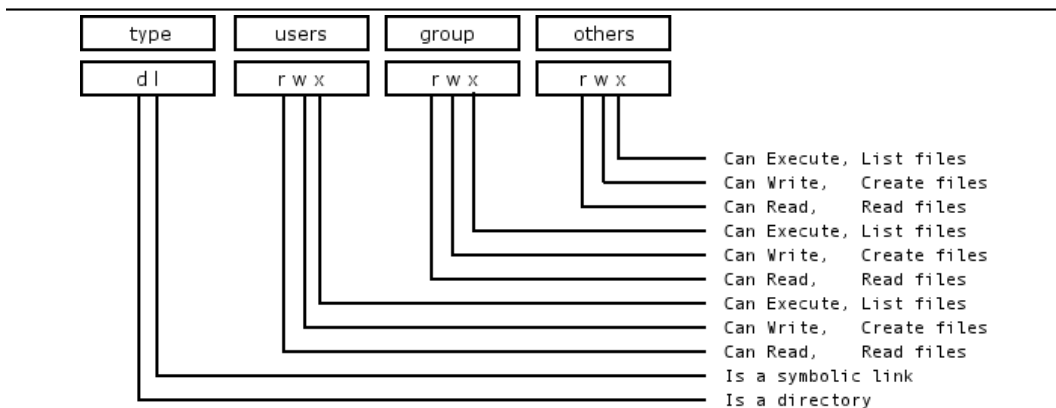 type users group others
d l r w x r w x r w x
Can Execute, List files
Can Write, Create files
Can Read, Read files
Can Execute, List files
Can Write, Create files
Can Read, Read files
Can Execute, List files
Can Write, Create files
Can Read, Read files
Is a symbolic link
Is a directory